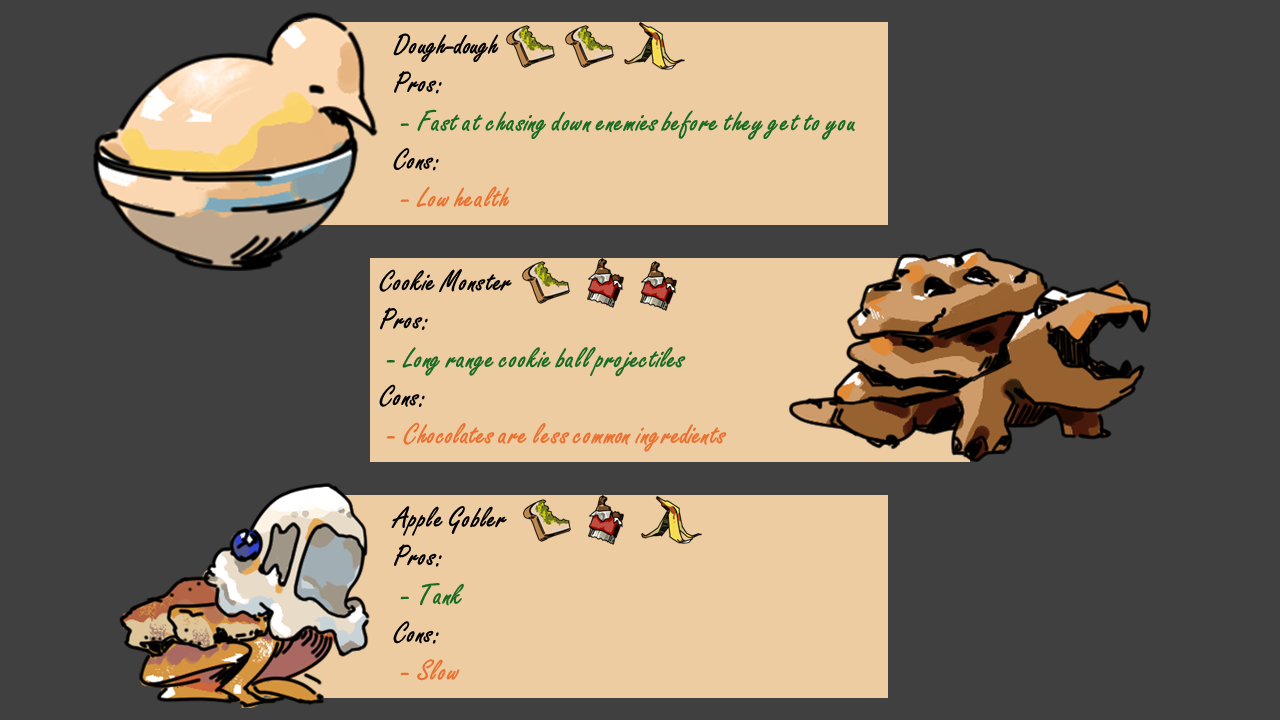 Dough-dough
Pros:
- Fast at chasing down enemies before they get to you
Cons:
- Low health
Cookie Monster
Pros:
- Long range cookie ball projectiles
Cons:
- Chocolates are less common ingredients
Apple Gobler
Pros:
- Tank
Cons:
- Slow